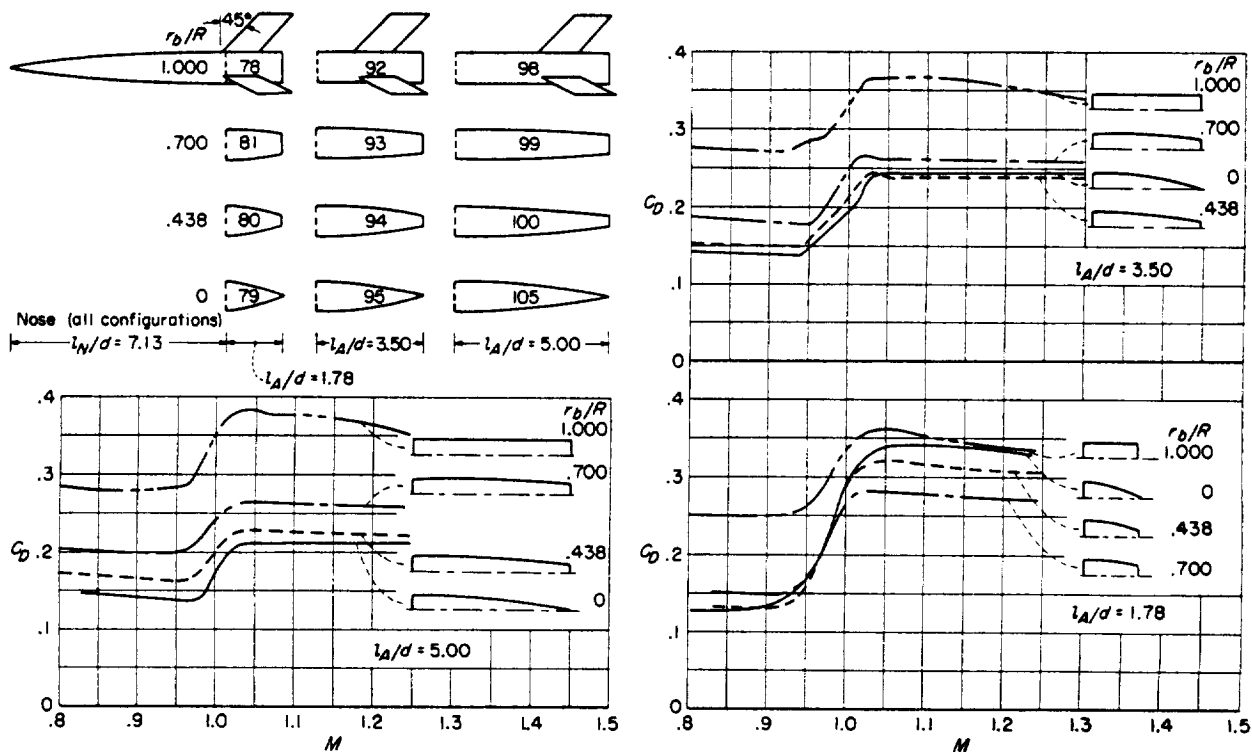 45°
r_b/R
1.000 78 92 98
.700 81 93 99
.438 80 94 100
0 79 95 105
Nose (all configurations)
l_N/d = 7.13 l_A/d=3.50 l_A/d = 5.00
l_A/d = 1.78
.4
.3
C_D
.2
.1
0
r_b/R
1.000
.700
0
.438
l_A/d = 3.50
.4
.3
C_D
.2
.1
0
.8 .9 1.0 1.1 1.2 1.3 1.4 1.5
M
r_b/R
1.000
.700
.438
0
l_A/d = 5.00
.4
.3
C_D
.2
.1
0
.8 .9 1.0 1.1 1.2 1.3 1.4 1.5
M
r_b/R
1.000
0
.438
.700
l_A/d = 1.78